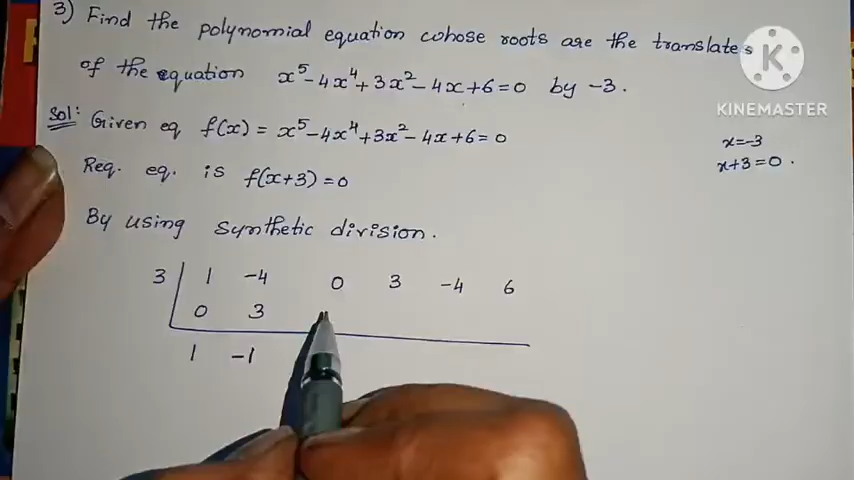 3) Find the polynomial equation whose roots are the translates
of the equation x⁵-4x⁴+3x²-4x+6=0 by -3.
K
KINEMASTER
Sol: Given eq f(x) = x⁵-4x⁴+3x²-4x+6=0
x=-3
x+3=0.
Req. eq. is f(x+3)=0
By using synthetic division.
3 | 1 -4 0 3 -4 6
0 3
1 -1